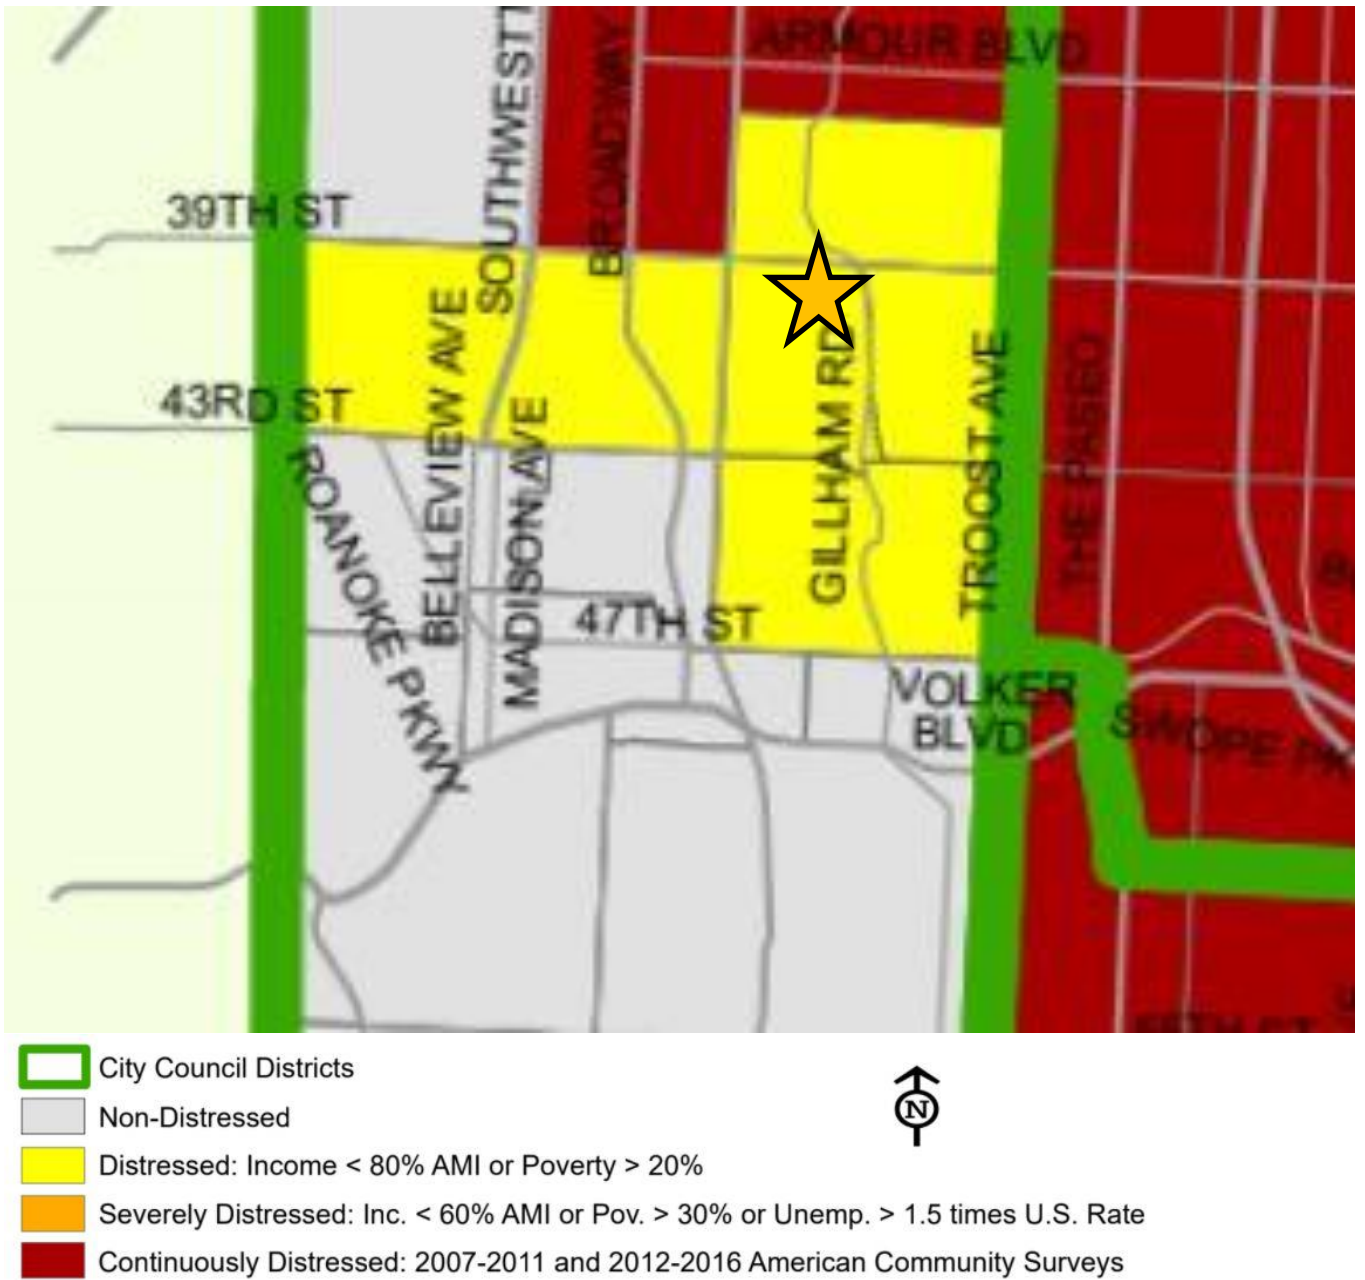 ARMOUR BLVD
SOUTHWEST
BROADWAY
39TH ST
BELLEVIEW AVE
43RD ST
MADISON AVE
GILLHAM RD
TROOST AVE
THE PASEO
ROANOKE PKWY
47TH ST
VOLKER
BLVD
SWOPE
City Council Districts
N
Non-Distressed
Distressed: Income < 80% AMI or Poverty > 20%
Severely Distressed: Inc. < 60% AMI or Pov. > 30% or Unemp. > 1.5 times U.S. Rate
Continuously Distressed: 2007-2011 and 2012-2016 American Community Surveys